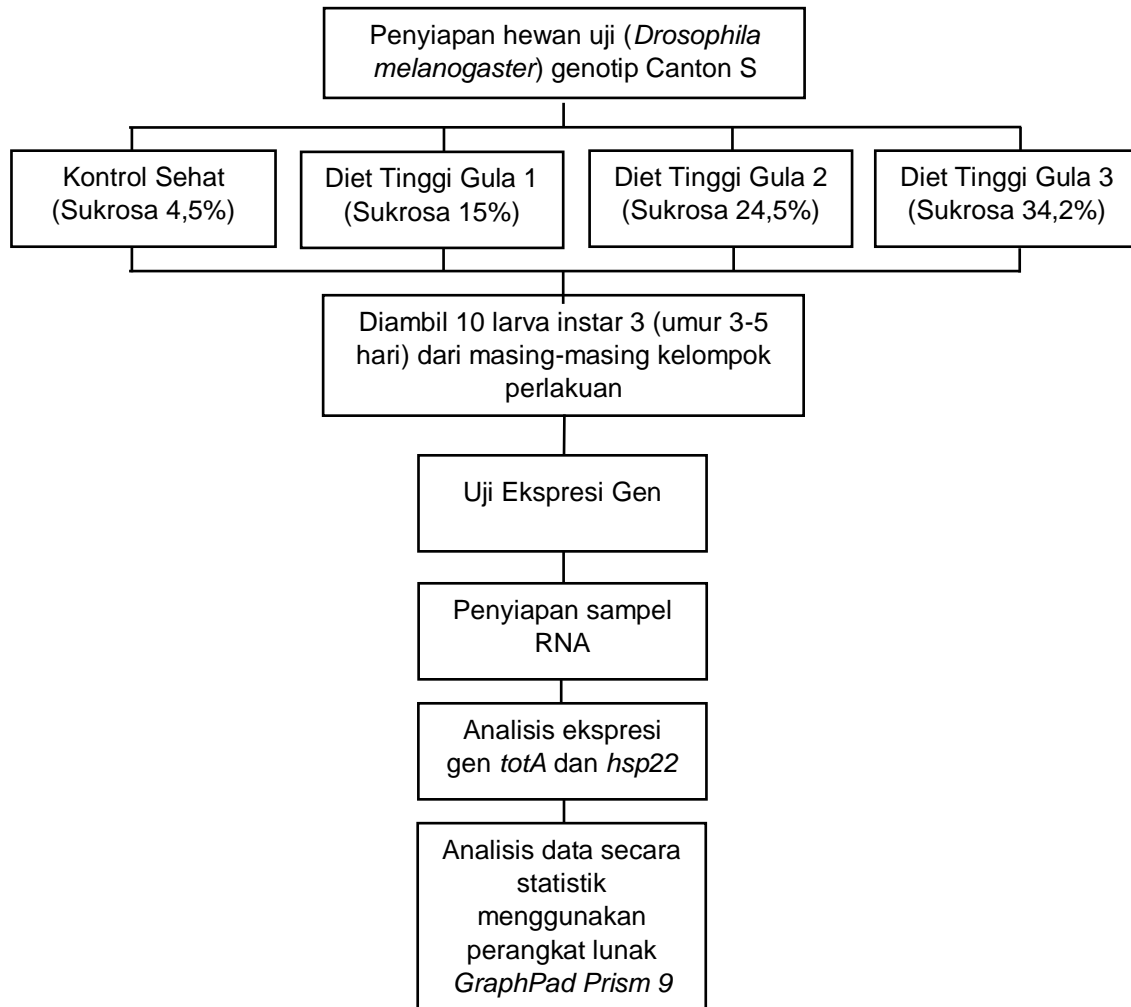 Penyiapan hewan uji (Drosophila
melanogaster) genotip Canton S
Kontrol Sehat
(Sukrosa 4,5%)
Diet Tinggi Gula 1
(Sukrosa 15%)
Diet Tinggi Gula 2
(Sukrosa 24,5%)
Diet Tinggi Gula 3
(Sukrosa 34,2%)
Diambil 10 larva instar 3 (umur 3-5
hari) dari masing-masing kelompok
perlakuan
Uji Ekspresi Gen
Penyiapan sampel
RNA
Analisis ekspresi
gen totA dan hsp22
Analisis data secara
statistik
menggunakan
perangkat lunak
GraphPad Prism 9